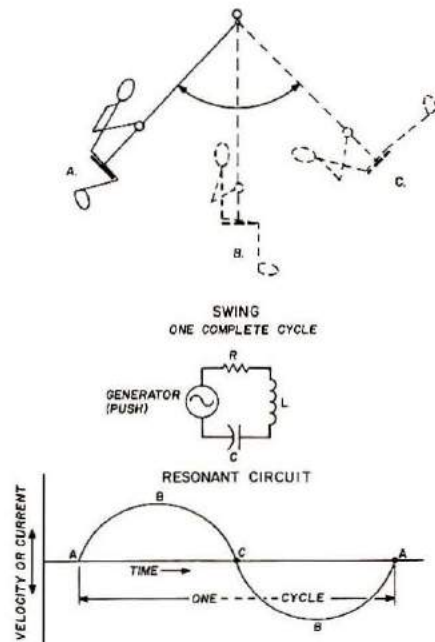 A.
C.
B.
SWING
ONE COMPLETE CYCLE
R
GENERATOR
(PUSH)
L
C
RESONANT CIRCUIT
VELOCITY OR CURRENT
A
B
C
A
TIME
ONE CYCLE
B